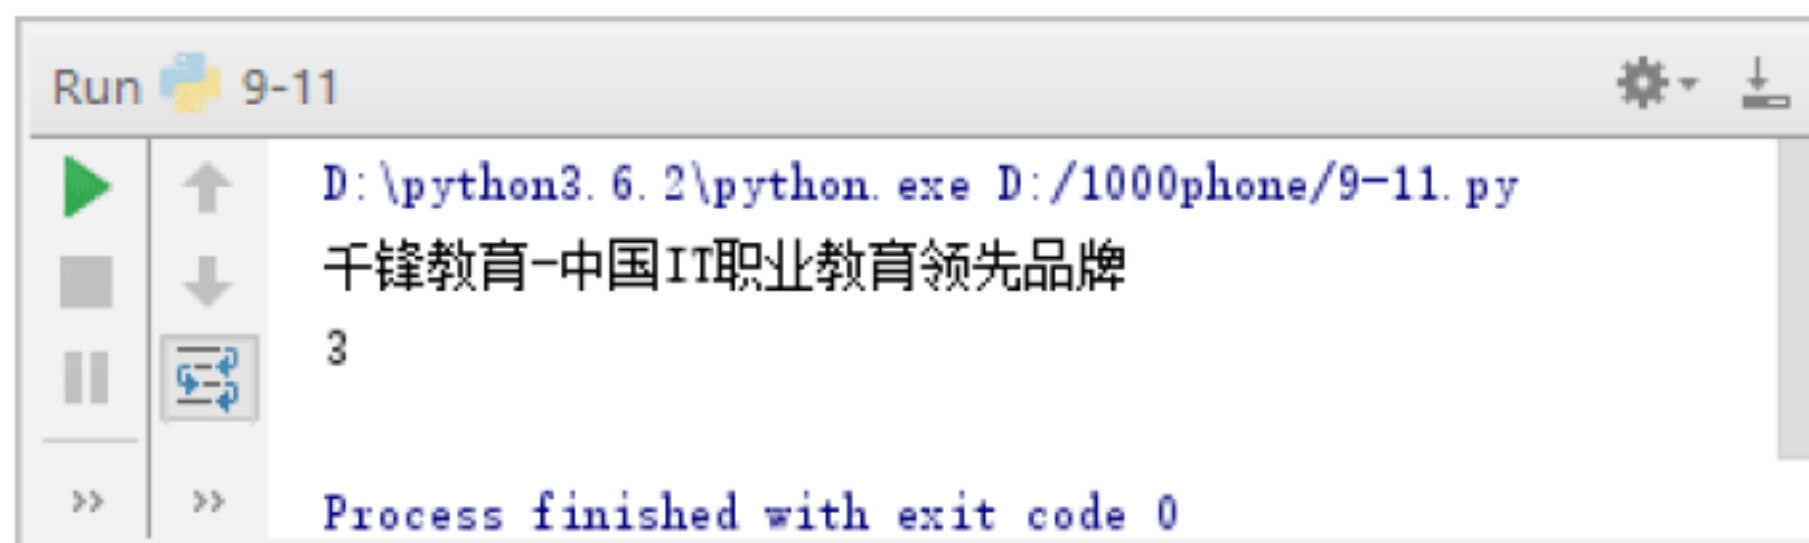 Run 9-11
D:\python3.6.2\python.exe D:/1000phone/9-11.py
千锋教育-中国IT职业教育领先品牌
3
>> >>
Process finished with exit code 0